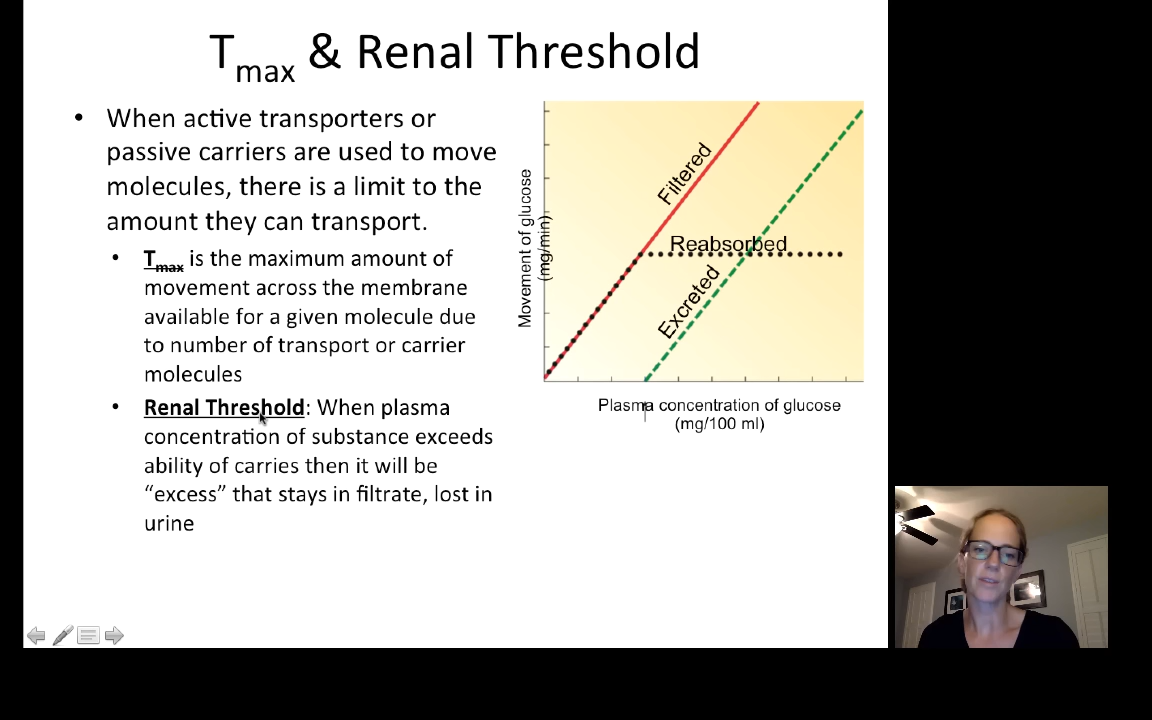 Tmax & Renal Threshold
• When active transporters or
passive carriers are used to move
molecules, there is a limit to the
amount they can transport.
• Tmax is the maximum amount of
movement across the membrane
available for a given molecule due
to number of transport or carrier
molecules
• Renal Threshold: When plasma
concentration of substance exceeds
ability of carries then it will be
“excess” that stays in filtrate, lost in
urine
Movement of glucose
(mg/min)
Filtered
Reabsorbed
Excreted
Plasma concentration of glucose
(mg/100 ml)